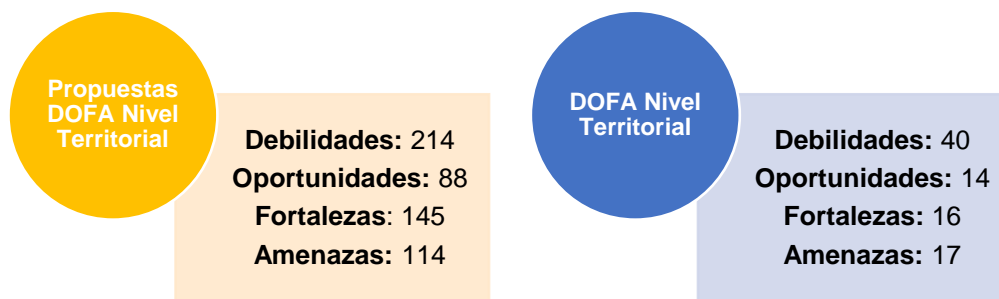 Propuestas
DOFA Nivel
Territorial
Debilidades: 214
Oportunidades: 88
Fortalezas: 145
Amenazas: 114
DOFA Nivel
Territorial
Debilidades: 40
Oportunidades: 14
Fortalezas: 16
Amenazas: 17